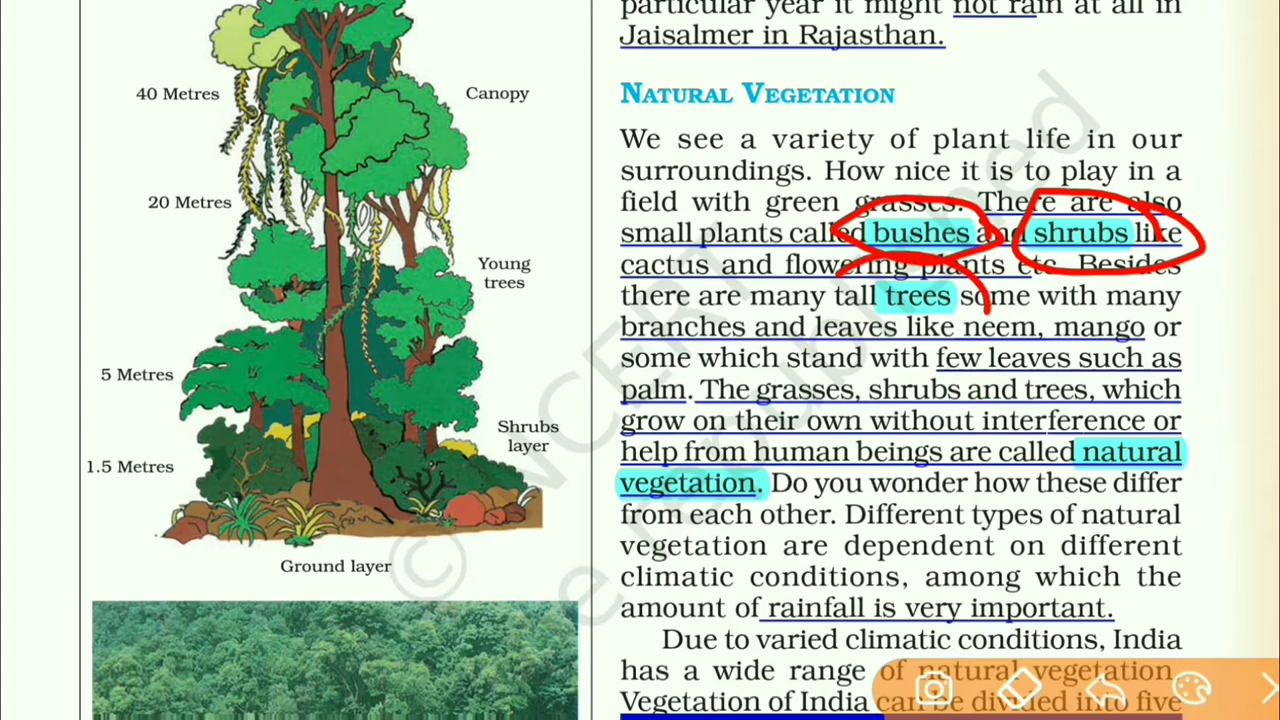 40 Metres
Canopy
20 Metres
Young
trees
5 Metres
Shrubs
layer
1.5 Metres
Ground layer
particular year it might not rain at all in
Jaisalmer in Rajasthan.
NATURAL VEGETATION
We see a variety of plant life in our
surroundings. How nice it is to play in a
field with green grasses. There are also
small plants called bushes and shrubs like
cactus and flowering plants etc. Besides
there are many tall trees some with many
branches and leaves like neem, mango or
some which stand with few leaves such as
palm. The grasses, shrubs and trees, which
grow on their own without interference or
help from human beings are called natural
vegetation. Do you wonder how these differ
from each other. Different types of natural
vegetation are dependent on different
climatic conditions, among which the
amount of rainfall is very important.
Due to varied climatic conditions, India
has a wide range of natural vegetation.
Vegetation of India can be divided into five
© NCERT
e republished